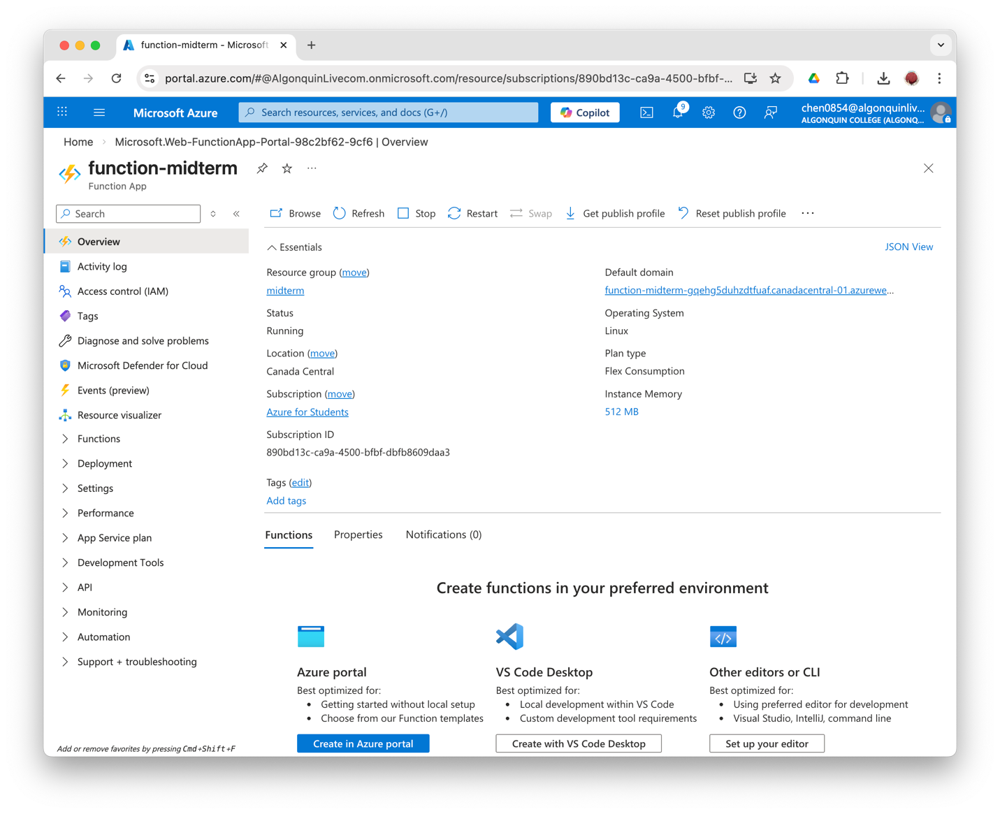 function-midterm - Microsoft
portal.azure.com/#@AlgonquinLivecom.onmicrosoft.com/resource/subscriptions/890bd13c-ca9a-4500-bfbf-...
Microsoft Azure
Search resources, services, and docs (G+/)
Copilot
9
chen0854@algonquinliv...
ALGONQUIN COLLEGE (ALGONQ...
Home > Microsoft.Web-FunctionApp-Portal-98c2bf62-9cf6 | Overview
function-midterm
Function App
Search
Browse Refresh Stop Restart Swap Get publish profile Reset publish profile ...
Overview
Activity log
Access control (IAM)
Tags
Diagnose and solve problems
Microsoft Defender for Cloud
Events (preview)
Resource visualizer
Functions
Deployment
Settings
Performance
App Service plan
Development Tools
API
Monitoring
Automation
Support + troubleshooting
Add or remove favorites by pressing Cmd+Shift+F
Essentials
JSON View
Resource group (move)
midterm
Status
Running
Location (move)
Canada Central
Subscription (move)
Azure for Students
Subscription ID
890bd13c-ca9a-4500-bfbf-dbfb8609daa3
Default domain
function-midterm-gqehg5duhzdtfuaf.canadacentral-01.azurewe...
Operating System
Linux
Plan type
Flex Consumption
Instance Memory
512 MB
Tags (edit)
Add tags
Functions Properties Notifications (0)
Create functions in your preferred environment
Azure portal
Best optimized for:
• Getting started without local setup
• Choose from our Function templates
Create in Azure portal
VS Code Desktop
Best optimized for:
• Local development within VS Code
• Custom development tool requirements
Create with VS Code Desktop
Other editors or CLI
Best optimized for:
• Using preferred editor for development
• Visual Studio, IntelliJ, command line
Set up your editor